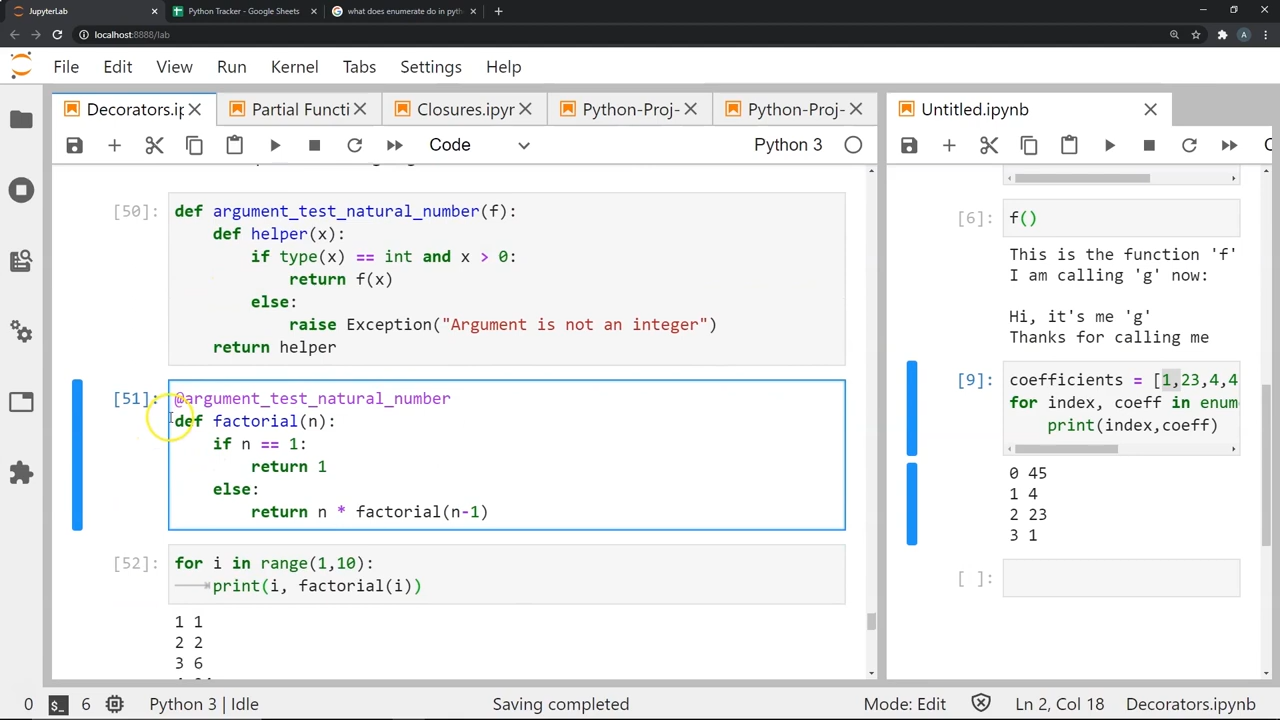 JupyterLab
Python Tracker - Google Sheets
what does enumerate do in pyth
localhost:8888/lab
File Edit View Run Kernel Tabs Settings Help
Decorators.ip
Partial Functi
Closures.ipyr
Python-Proj-
Python-Proj-
Untitled.ipynb
Code
Python 3
[50]:
def argument_test_natural_number(f):
def helper(x):
if type(x) == int and x > 0:
return f(x)
else:
raise Exception("Argument is not an integer")
return helper
[51]:
@argument_test_natural_number
def factorial(n):
if n == 1:
return 1
else:
return n * factorial(n-1)
[52]:
for i in range(1,10):
print(i, factorial(i))
1 1
2 2
3 6
[6]:
f()
This is the function 'f'
I am calling 'g' now:
Hi, it's me 'g'
Thanks for calling me
[9]:
coefficients = [1,23,4,4
for index, coeff in enum
print(index,coeff)
0 45
1 4
2 23
3 1
[ ]:
0 $_ 6 Python 3 | Idle Saving completed Mode: Edit Ln 2, Col 18 Decorators.ipynb